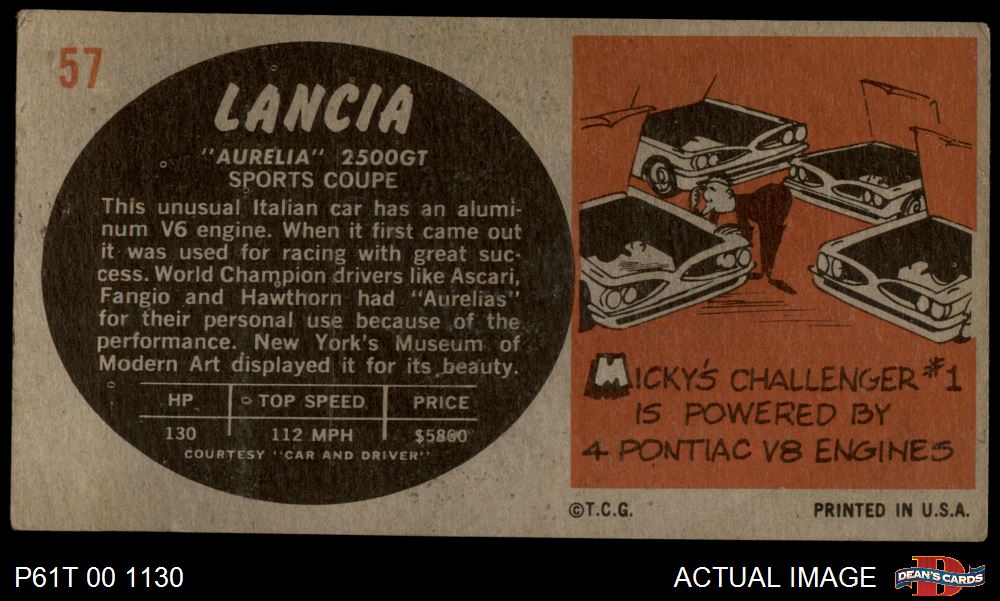 57
LANCIA
"AURELIA" 2500GT
SPORTS COUPE
This unusual Italian car has an alumi-
num V6 engine. When it first came out
it was used for racing with great suc-
cess. World Champion drivers like Ascari,
Fangio and Hawthorn had "Aurelias"
for their personal use because of the
performance. New York's Museum of
Modern Art displayed it for its beauty.
HP TOP SPEED PRICE
130 112 MPH $5800
COURTESY "CAR AND DRIVER"
MICKY'S CHALLENGER #1
IS POWERED BY
4 PONTIAC V8 ENGINES
©T.C.G. PRINTED IN U.S.A.
P61T 00 1130 ACTUAL IMAGE D DEAN'S CARDS